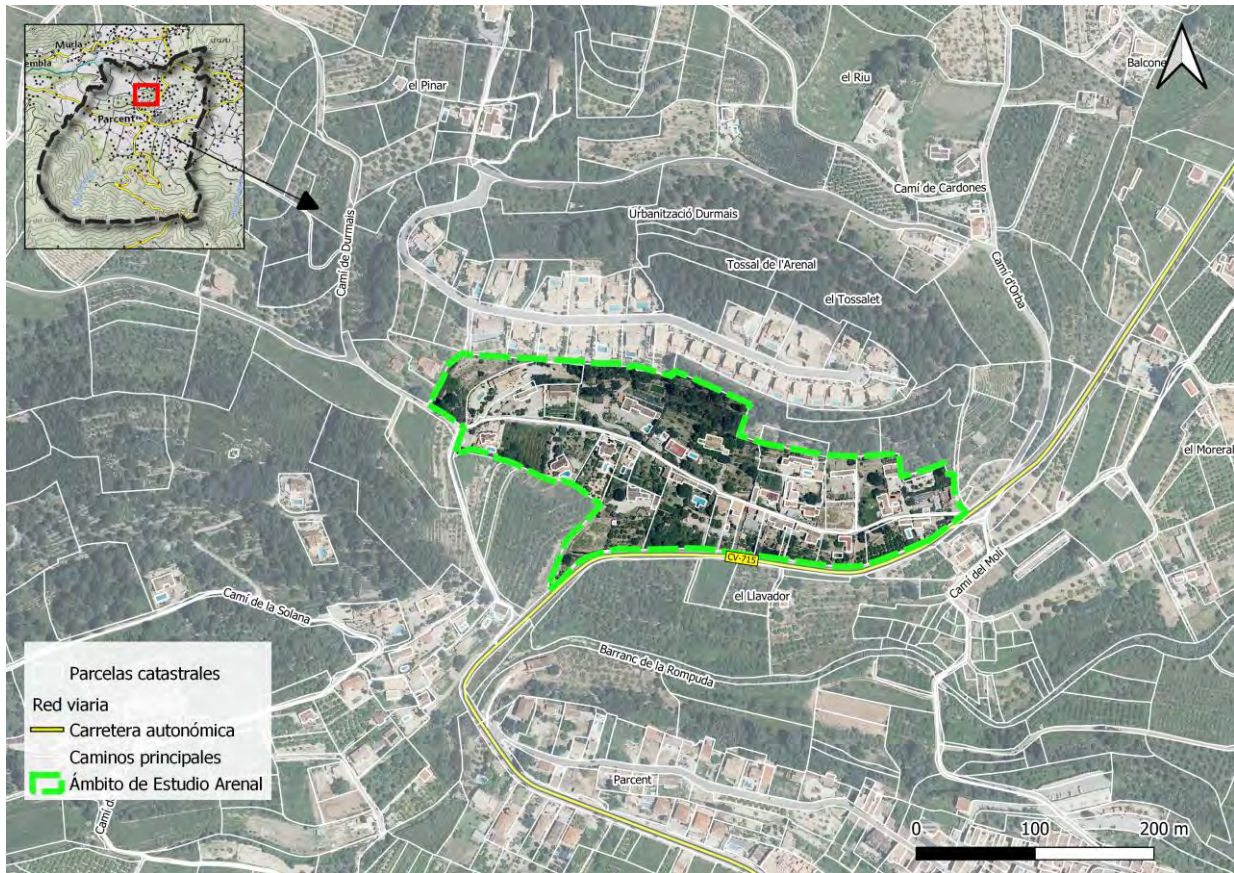 Murla
Parcent
el Pinar
el Riu
Balcone
Camí de Cardones
Urbanització Durmais
Camí de Durmais
Tossal de l'Arenal
el Tossalet
Camí d'Orba
el Moreral
CV-715
el Llavador
Camí del Molí
Camí de la Solana
Barranc de la Rompuda
Parcent
Parcelas catastrales
Red viaria
Carretera autonómica
Caminos principales
Ámbito de Estudio Arenal
0 100 200 m